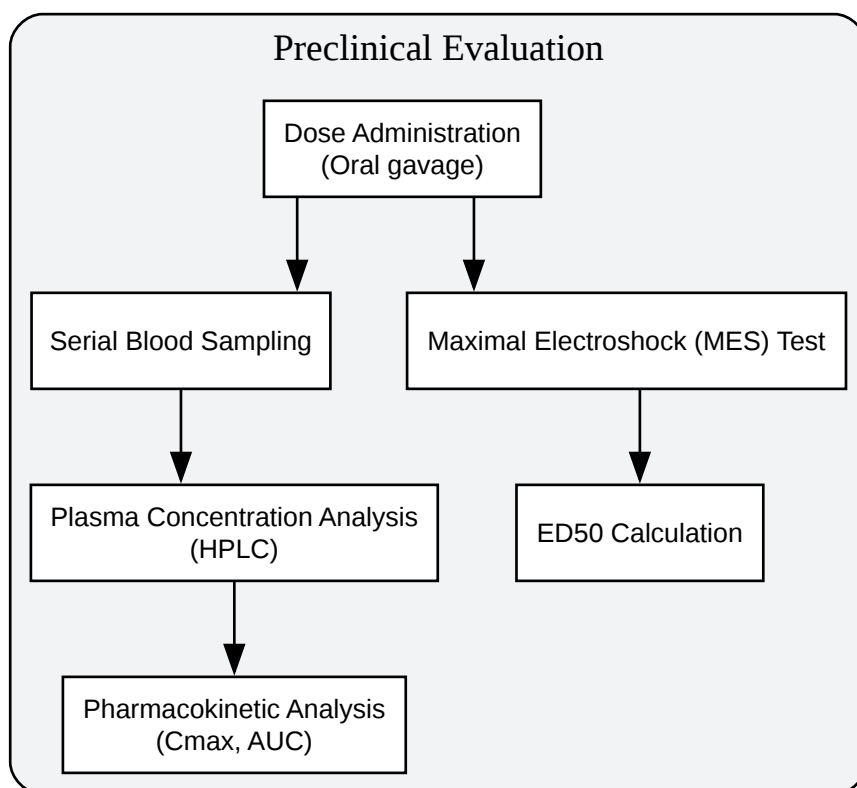 Preclinical Evaluation
Dose Administration
(Oral gavage)
Serial Blood Sampling
Maximal Electroshock (MES) Test
Plasma Concentration Analysis
(HPLC)
ED50 Calculation
Pharmacokinetic Analysis
(Cmax, AUC)